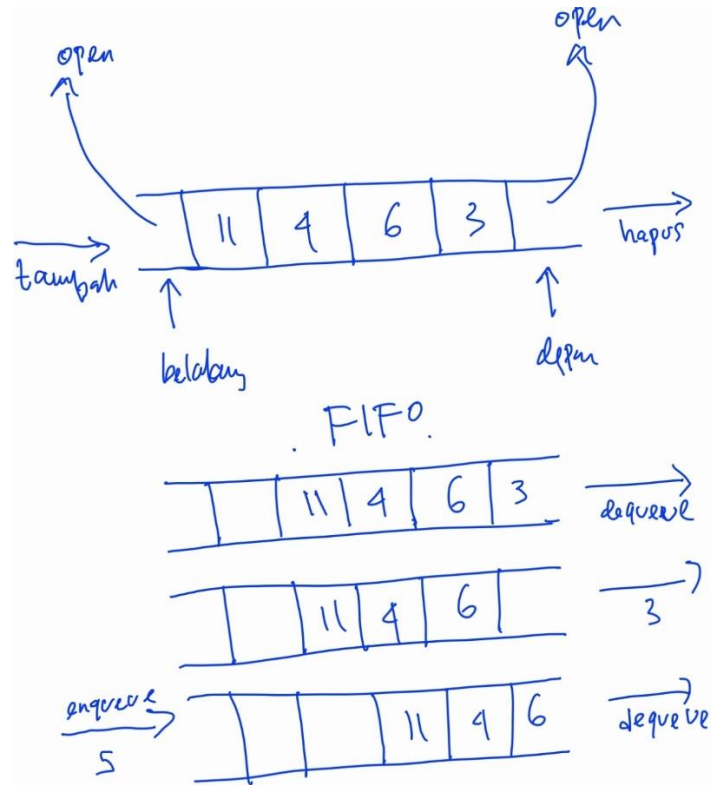 open open
11 4 6 3
tambah hapus
belakang depan
. FIFO.
11 4 6 3 dequeue
11 4 6 3
enqueue
5 11 4 6 dequeue